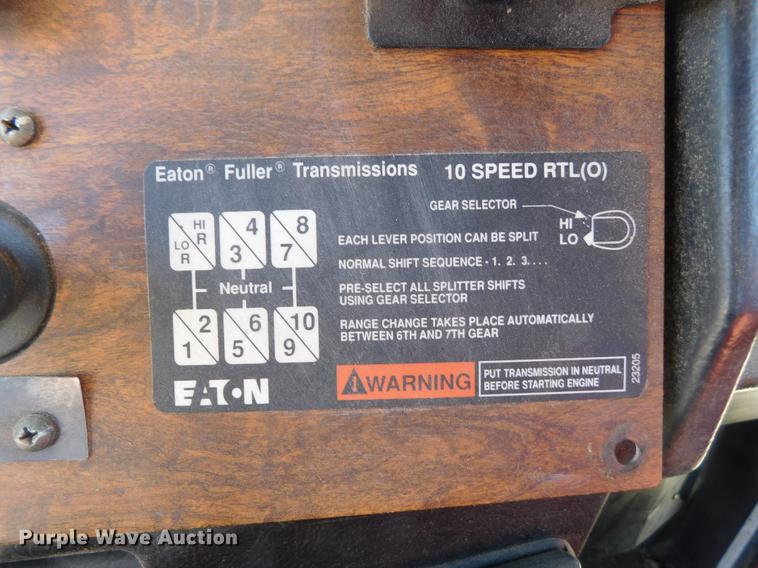 Eaton® Fuller® Transmissions 10 SPEED RTL(O)
GEAR SELECTOR
HI
LO
HI
R
LO
R
4
3
8
7
EACH LEVER POSITION CAN BE SPLIT
NORMAL SHIFT SEQUENCE - 1. 2. 3. . . .
Neutral
PRE-SELECT ALL SPLITTER SHIFTS
USING GEAR SELECTOR
2
1
6
5
10
9
RANGE CHANGE TAKES PLACE AUTOMATICALLY
BETWEEN 6TH AND 7TH GEAR
EATON
WARNING
PUT TRANSMISSION IN NEUTRAL
BEFORE STARTING ENGINE
23205
Purple Wave Auction